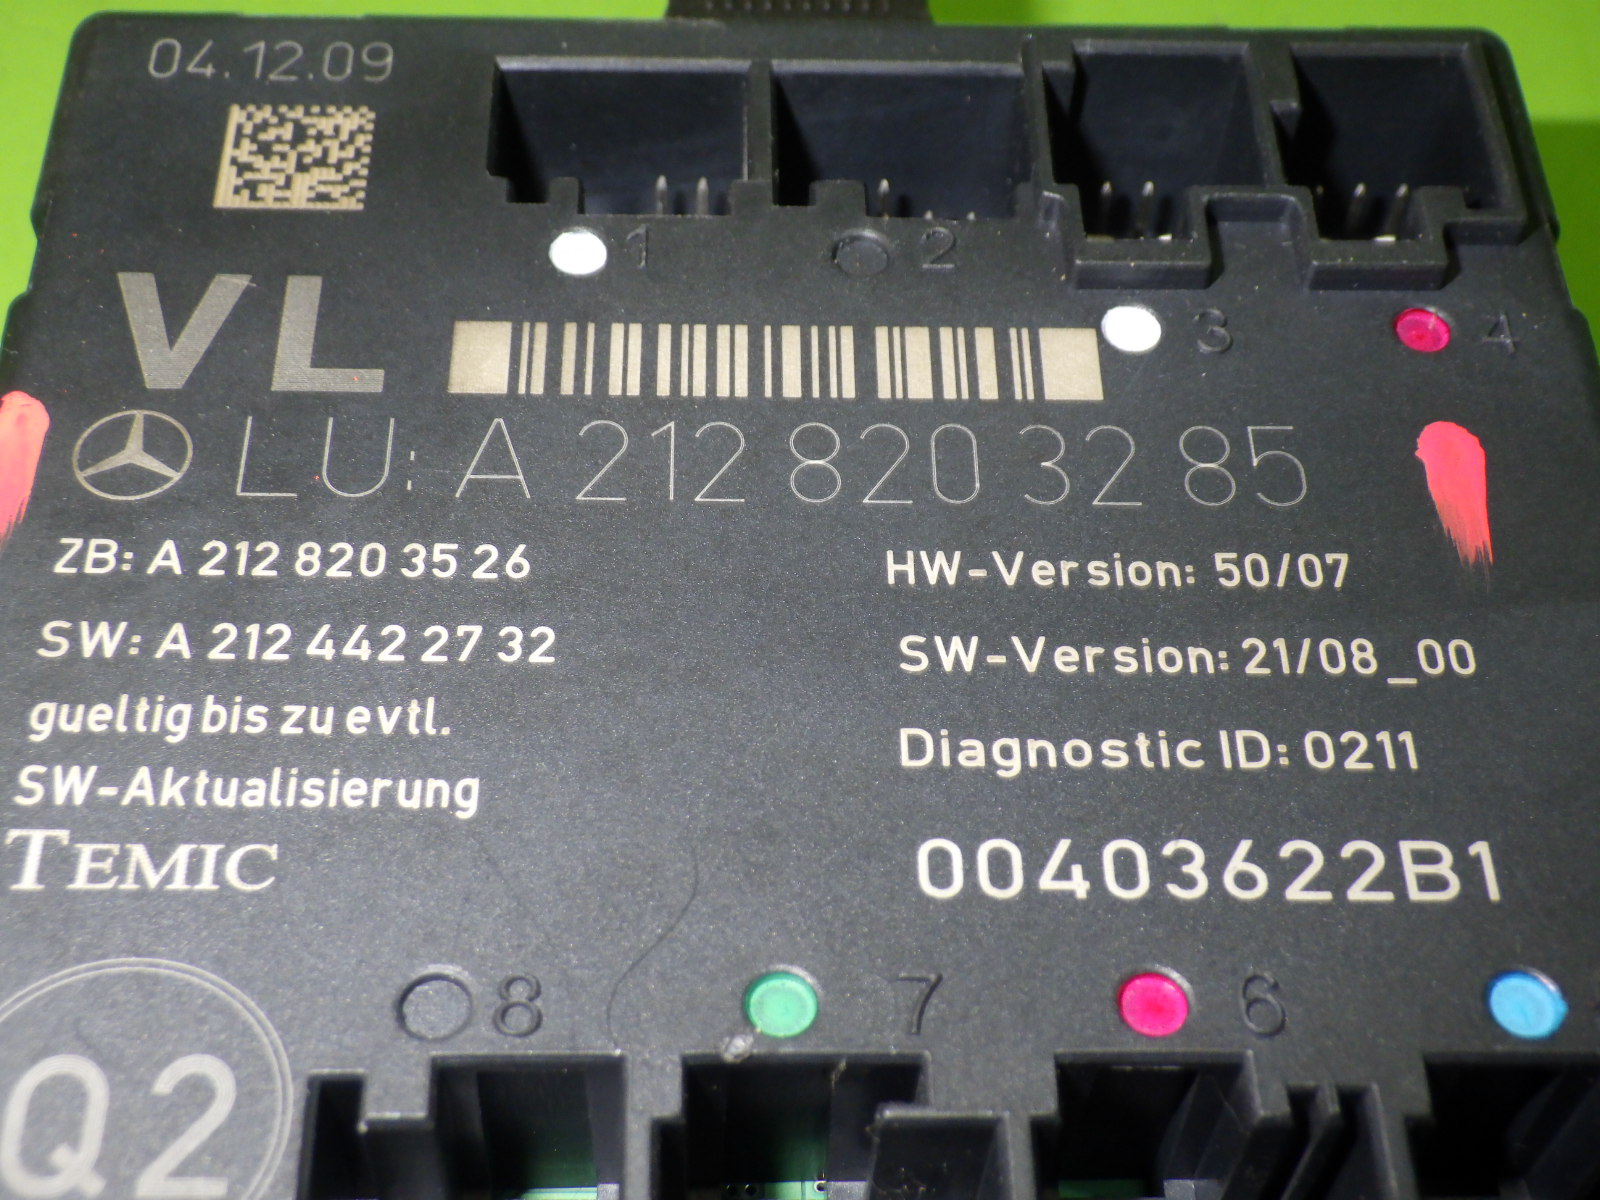 04.12.09
1
2
3
4
VL
LU: A 212 820 32 85
ZB: A 212 820 35 26
HW-Version: 50/07
SW: A 212 442 27 32
SW-Version: 21/08_00
gueltig bis zu evtl.
SW-Aktualisierung
Diagnostic ID: 0211
TEMIC
00403622B1
8
7
6
Q2